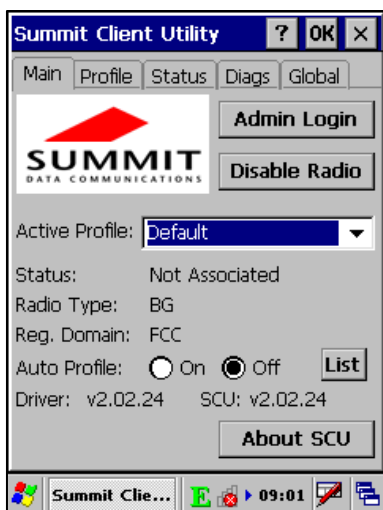 Summit Client Utility ? OK ×
Main Profile Status Diags Global
SUMMIT
DATA COMMUNICATIONS
Admin Login
Disable Radio
Active Profile: Default
Status: Not Associated
Radio Type: BG
Reg. Domain: FCC
Auto Profile: On Off List
Driver: v2.02.24 SCU: v2.02.24
About SCU
Summit Clie... E 09:01